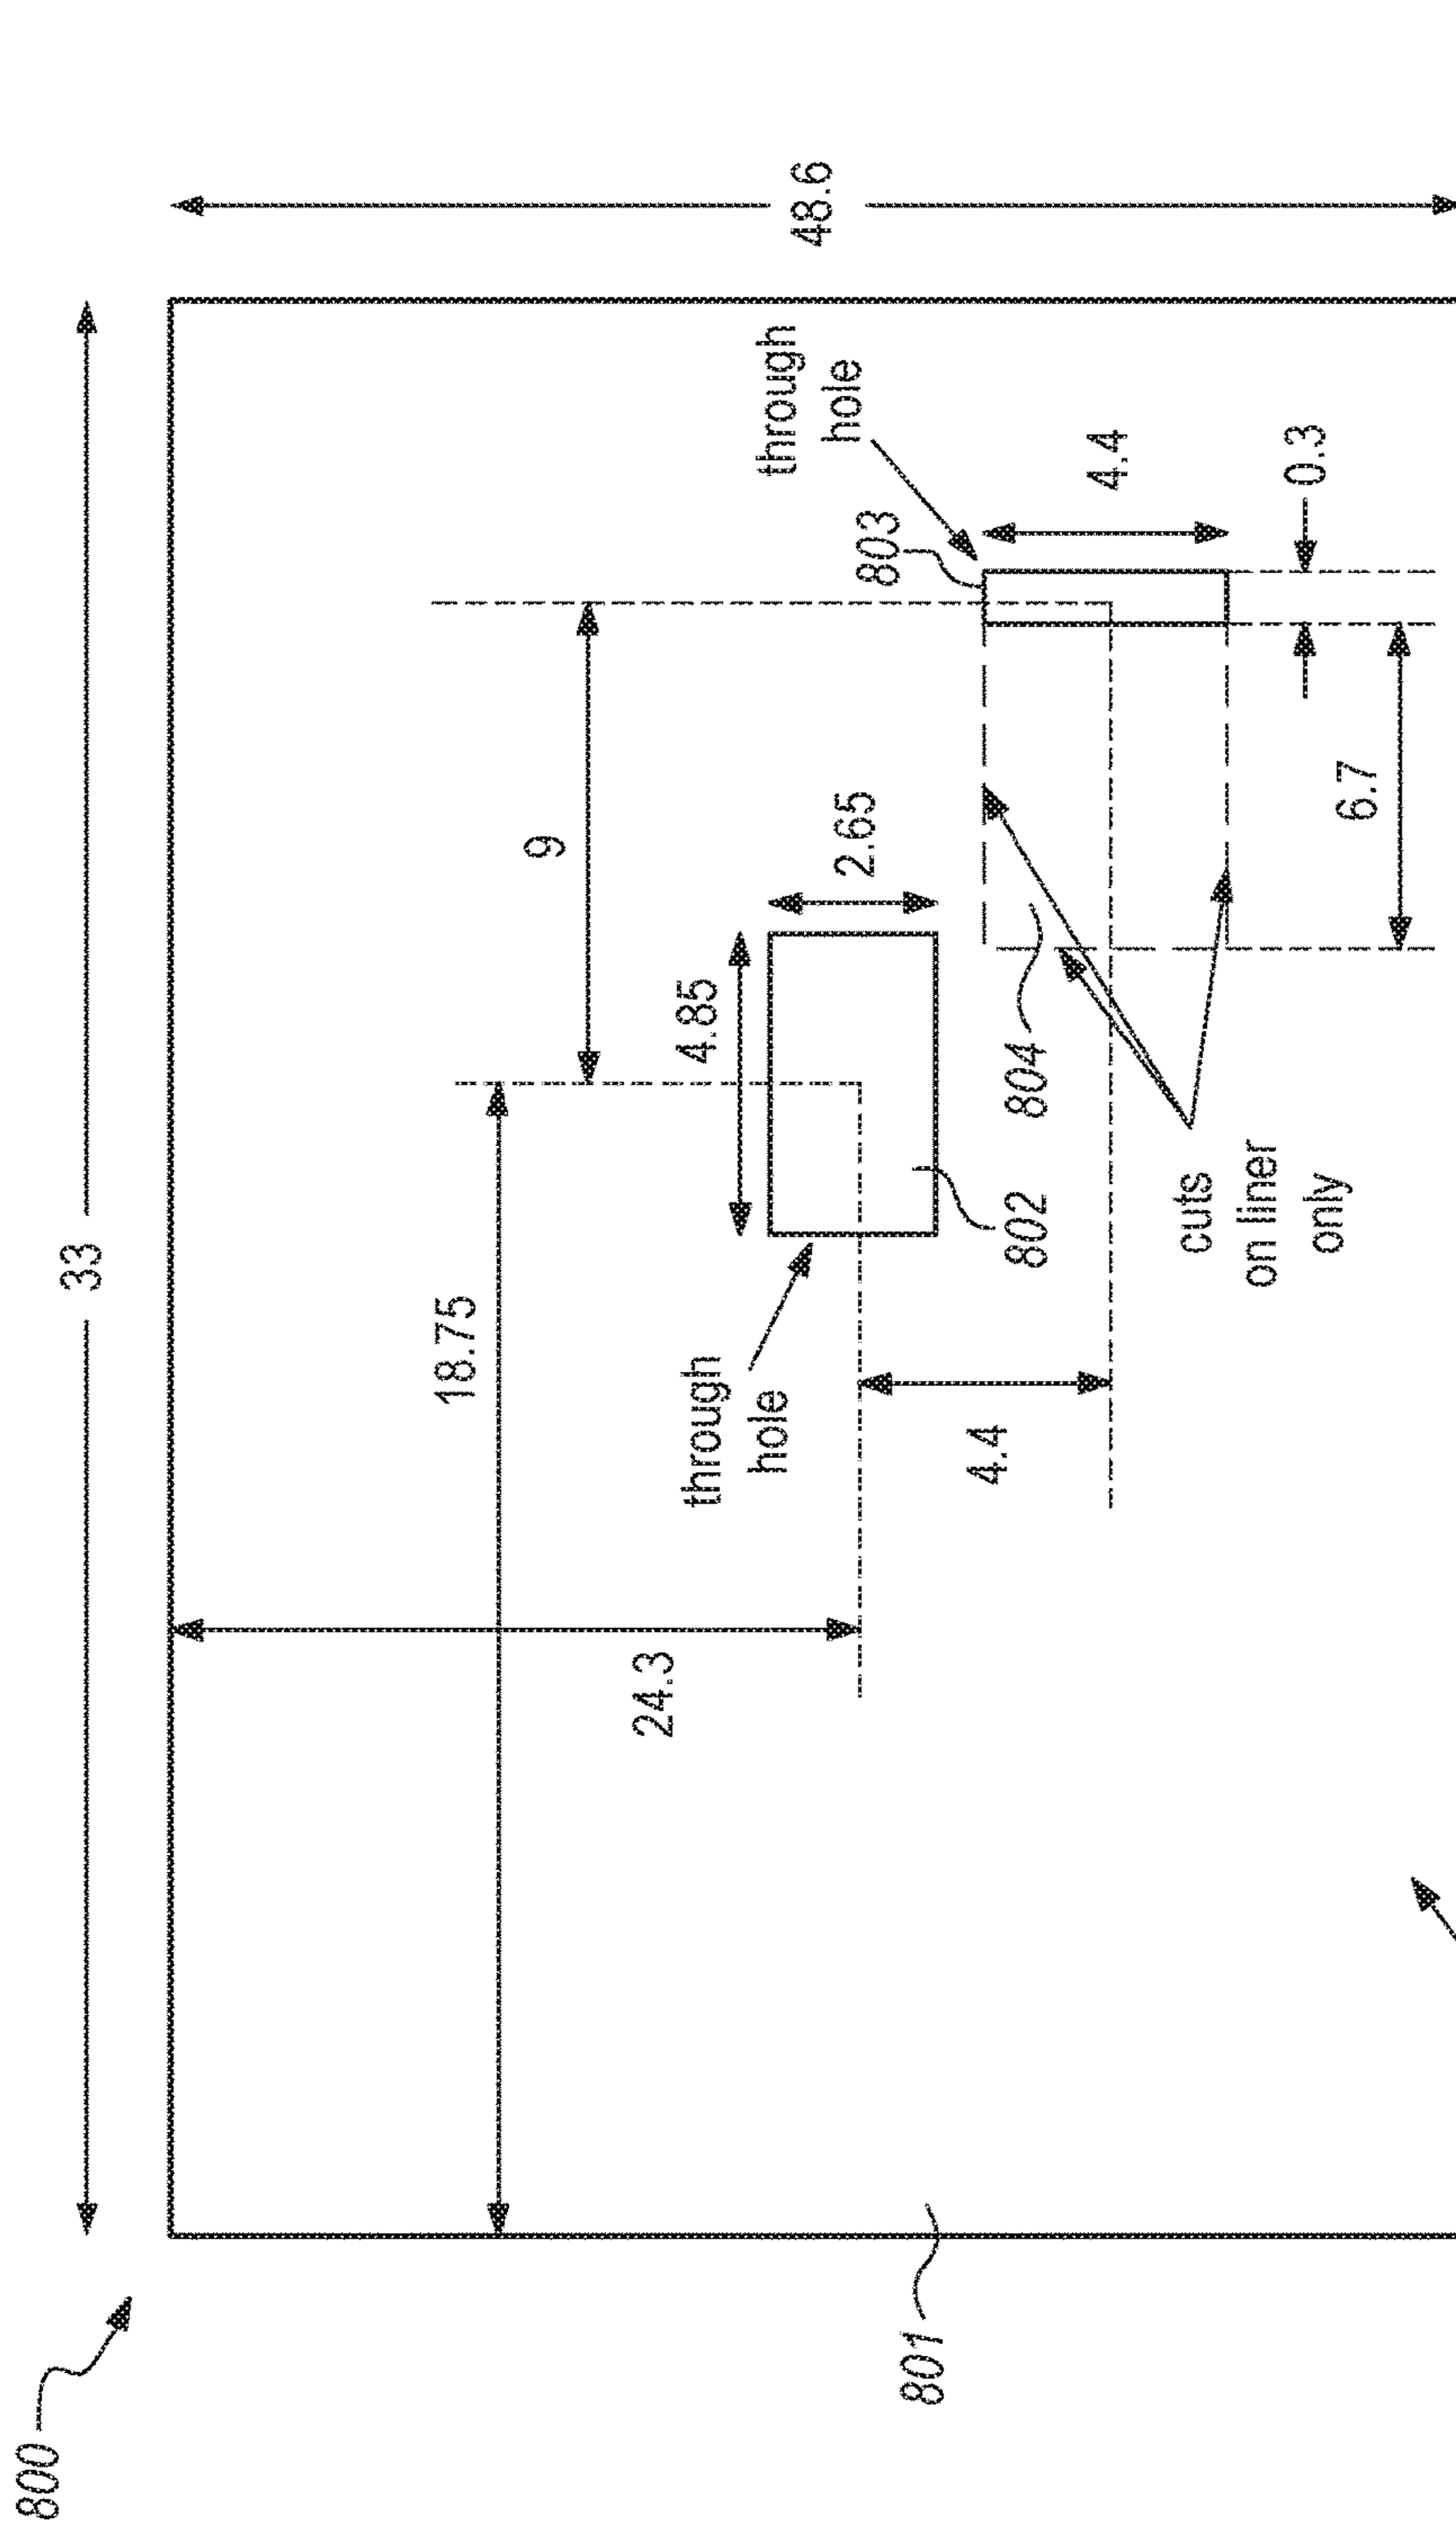 800
33
801
18.75
24.3
9
through
hole
4.85
2.65
802
4.4
804
803
through
hole
48.6
4.4
0.3
6.7
cuts
on liner
only